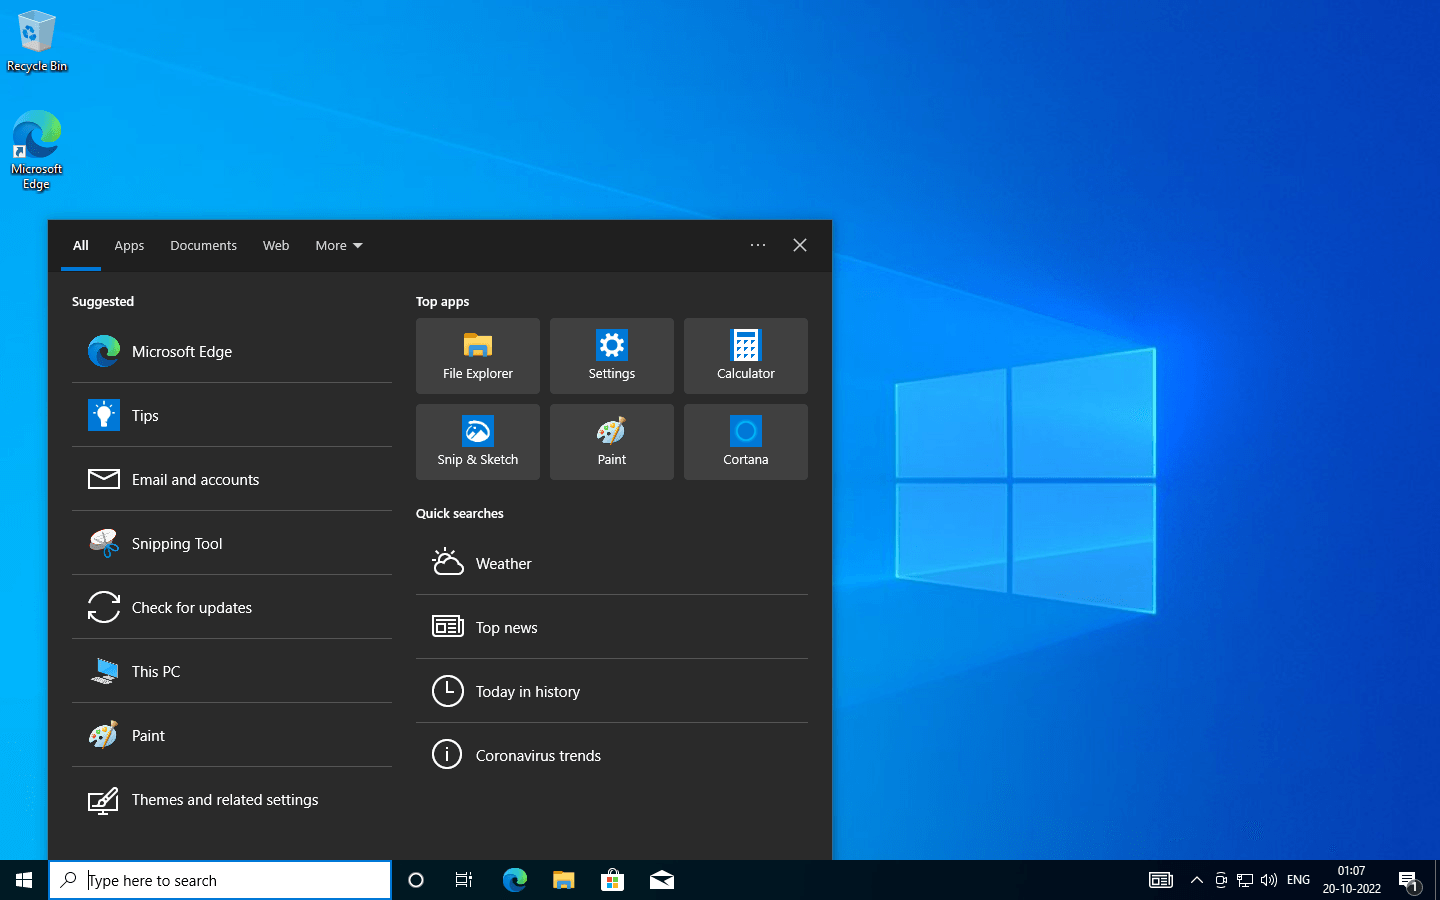 Recycle Bin
Microsoft
Edge
All
Apps
Documents
Web
More
Suggested
Microsoft Edge
Tips
Email and accounts
Snipping Tool
Check for updates
This PC
Paint
Themes and related settings
Top apps
File Explorer
Settings
Calculator
Snip & Sketch
Paint
Cortana
Quick searches
Weather
Top news
Today in history
Coronavirus trends
Type here to search
ENG
01:07
20-10-2022
1